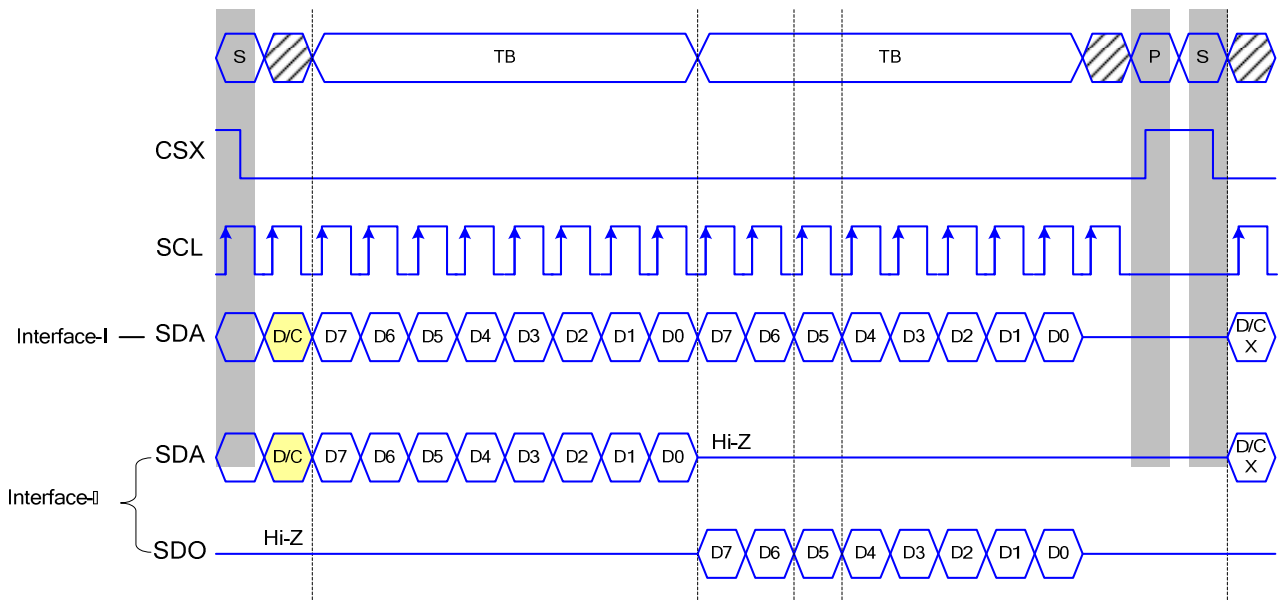 S TB TB P S
CSX
SCL
Interface-I SDA D/C D7 D6 D5 D4 D3 D2 D1 D0 D7 D6 D5 D4 D3 D2 D1 D0 D/C
X
SDA D/C D7 D6 D5 D4 D3 D2 D1 D0 Hi-Z D/C
X
Interface-▯
SDO Hi-Z D7 D6 D5 D4 D3 D2 D1 D0